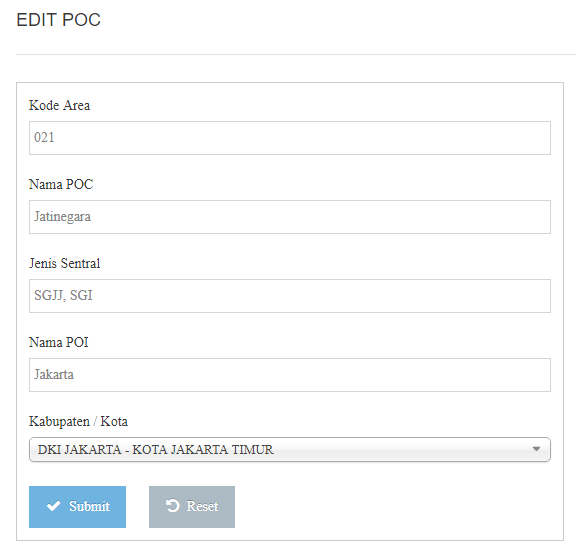 EDIT POC
Kode Area
021
Nama POC
Jatinegara
Jenis Sentral
SGJJ, SGI
Nama POI
Jakarta
Kabupaten / Kota
DKI JAKARTA - KOTA JAKARTA TIMUR
Submit Reset